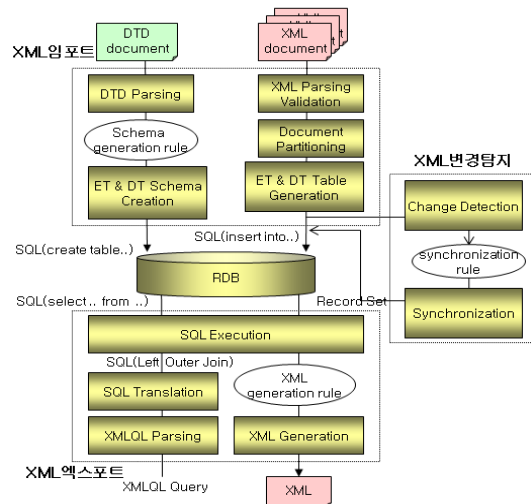 DTD
document
XML
document
XML임포트
DTD Parsing
XML Parsing
Validation
Schema
generation rule
Document
Partitioning
ET & DT Schema
Creation
ET & DT Table
Generation
XML변경탐지
Change Detection
synchronization
rule
Synchronization
SQL(create table..)
SQL(insert into..)
RDB
SQL(select.. from ..)
Record Set
SQL Execution
SQL(Left Outer Join)
SQL Translation
XML
generation rule
XMLQL Parsing
XML Generation
XML엑스포트
XMLQL Query
XML